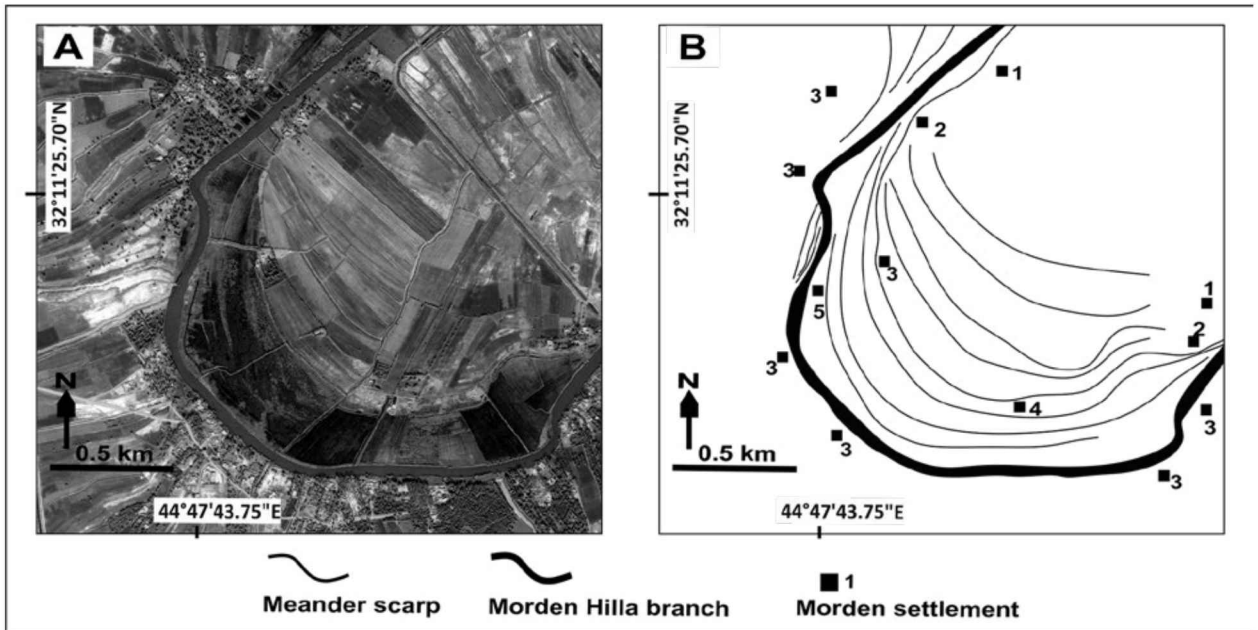 A
32°11'25.70"N
N
0.5 km
44°47'43.75"E
B
1
3
2
32°11'25.70"N
3
3
5
1
2
3
4
3
3
3
N
0.5 km
44°47'43.75"E
Meander scarp
Morden Hilla branch
1
Morden settlement